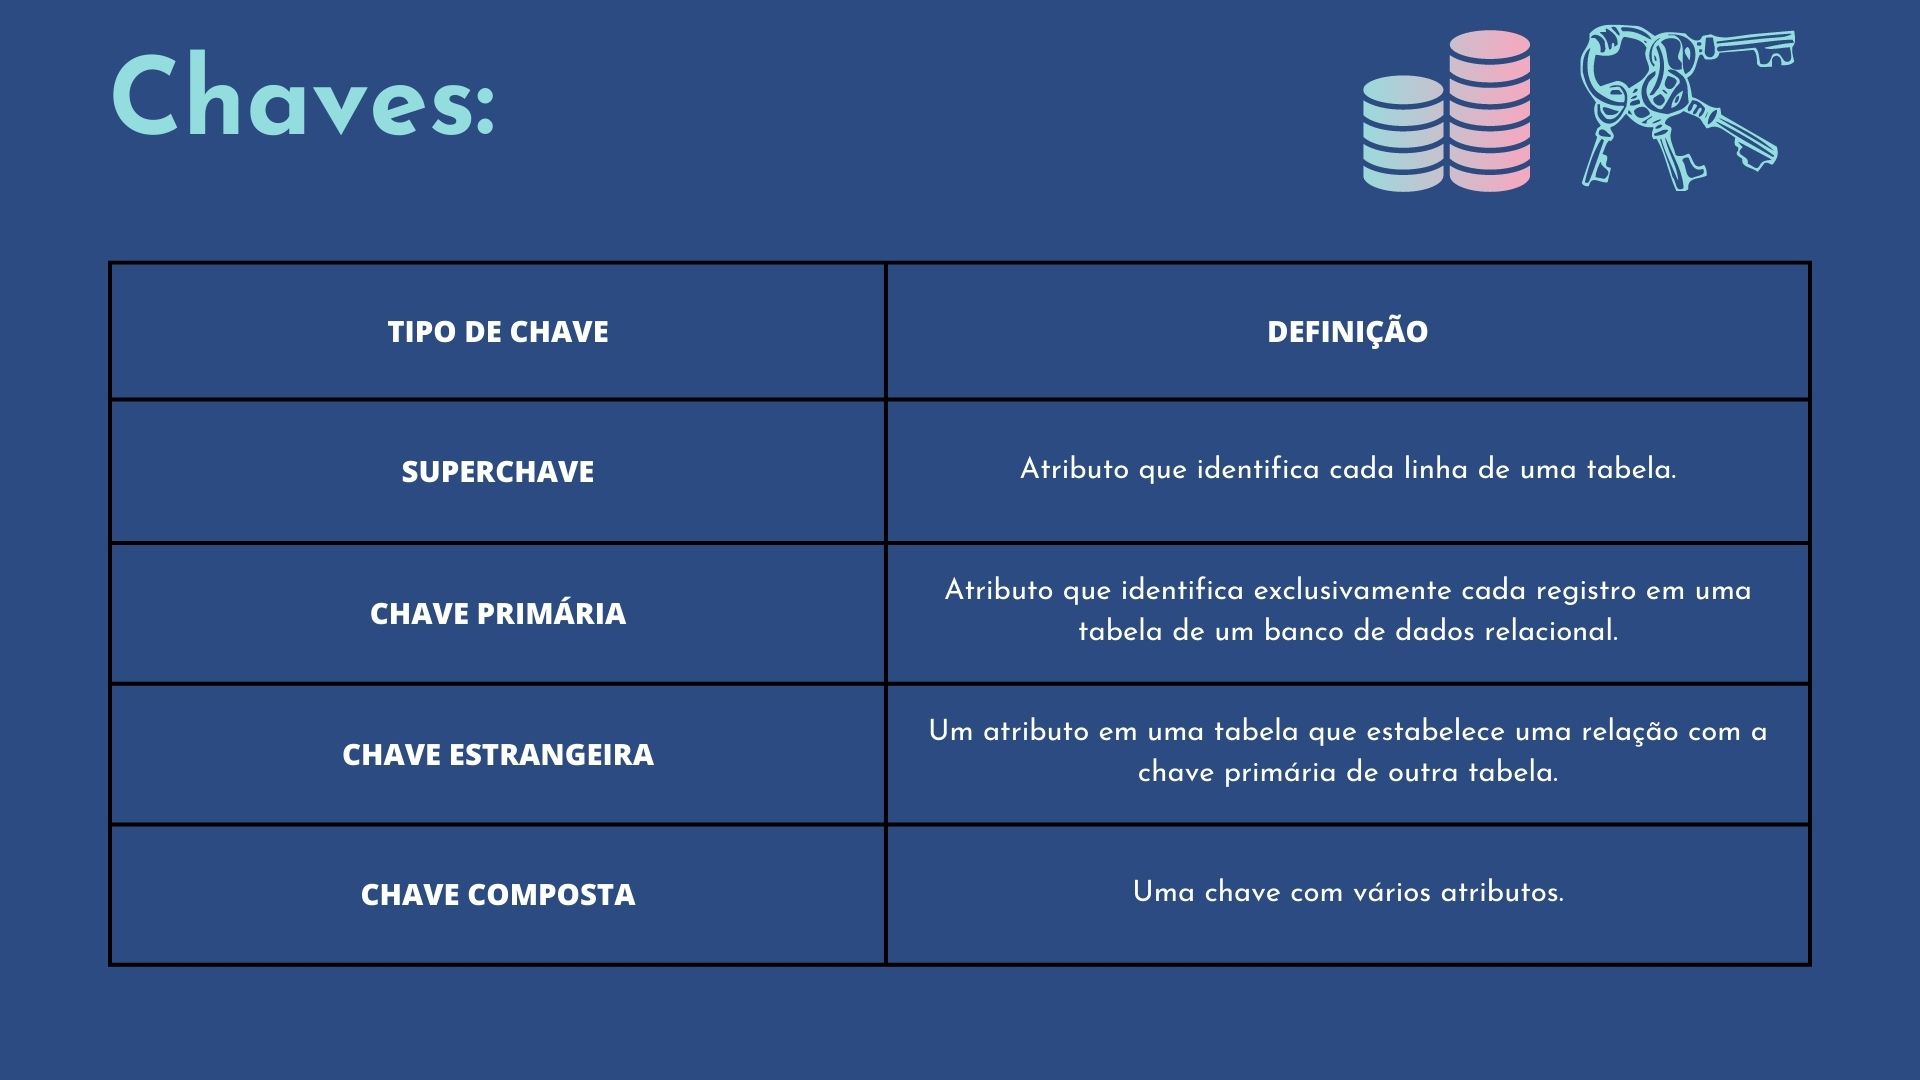 Chaves:
TIPO DE CHAVE
DEFINIÇÃO
SUPERCHAVE
Atributo que identifica cada linha de uma tabela.
CHAVE PRIMÁRIA
Atributo que identifica exclusivamente cada registro em uma
tabela de um banco de dados relacional.
CHAVE ESTRANGEIRA
Um atributo em uma tabela que estabelece uma relação com a
chave primária de outra tabela.
CHAVE COMPOSTA
Uma chave com vários atributos.